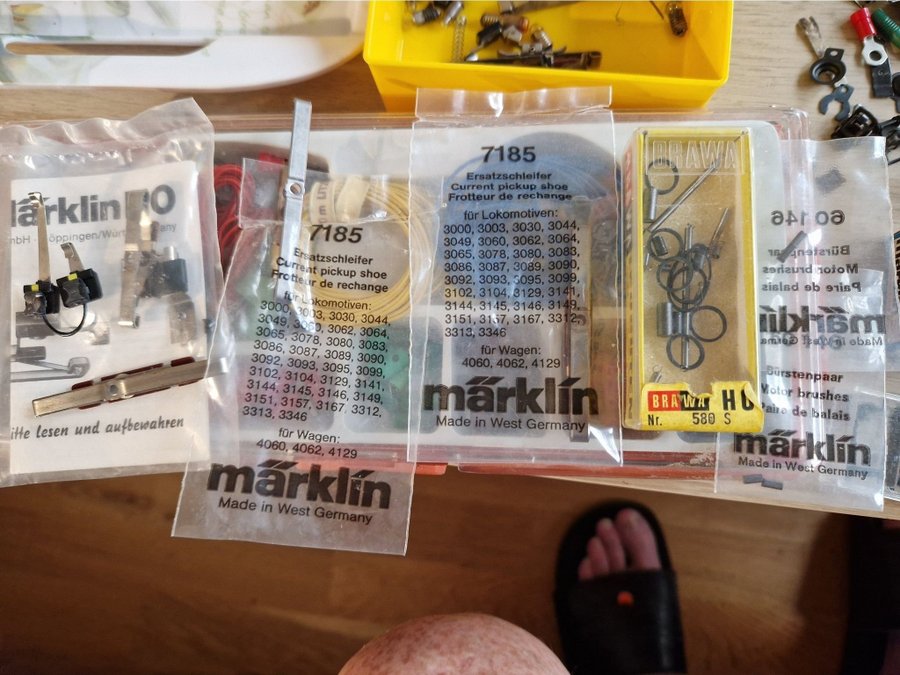 märklin HO
mbH · Göppingen/Württ
many
Bitte lesen und aufbewahren
7185
Ersatzschleifer
Current pickup shoe
Frotteur de rechange
für Lokomotiven:
3000, 3003, 3030, 3044,
3049, 3060, 3062, 3064,
3065, 3078, 3080, 3083,
3086, 3087, 3089, 3090,
3092, 3093, 3095, 3099,
3102, 3104, 3129, 3141,
3144, 3145, 3146, 3149,
3151, 3157, 3167, 3312,
3313, 3346
für Wagen:
4060, 4062, 4129
märklin
Made in West Germany
7185
Ersatzschleifer
Current pickup shoe
Frotteur de rechange
für Lokomotiven:
3000, 3003, 3030, 3044,
3049, 3060, 3062, 3064,
3065, 3078, 3080, 3083,
3086, 3087, 3089, 3090,
3092, 3093, 3095, 3099,
3102, 3104, 3129, 3141,
3144, 3145, 3146, 3149,
3151, 3157, 3167, 3312,
3313, 3346
für Wagen:
4060, 4062, 4129
märklin
Made in West Germany
BRAWA
BRAWA HO
Nr. 580 S
60 146
Bürstenpaar
Motor brushes
Paire de balais
märklin
Made in West Germany
Bürstenpaar
Motor brushes
Paire de balais
märklin
Made in West Germany